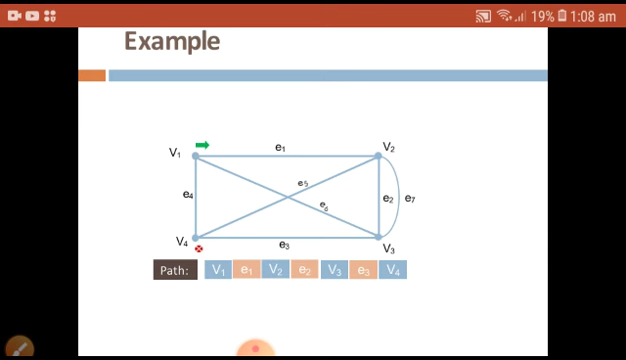 19% 1:08 am
Example
V₁ e₁ V₂
e₅
e₄ e₂ e₇
e₆
V₄ e₃ V₃
Path: V₁ e₁ V₂ e₂ V₃ e₃ V₄